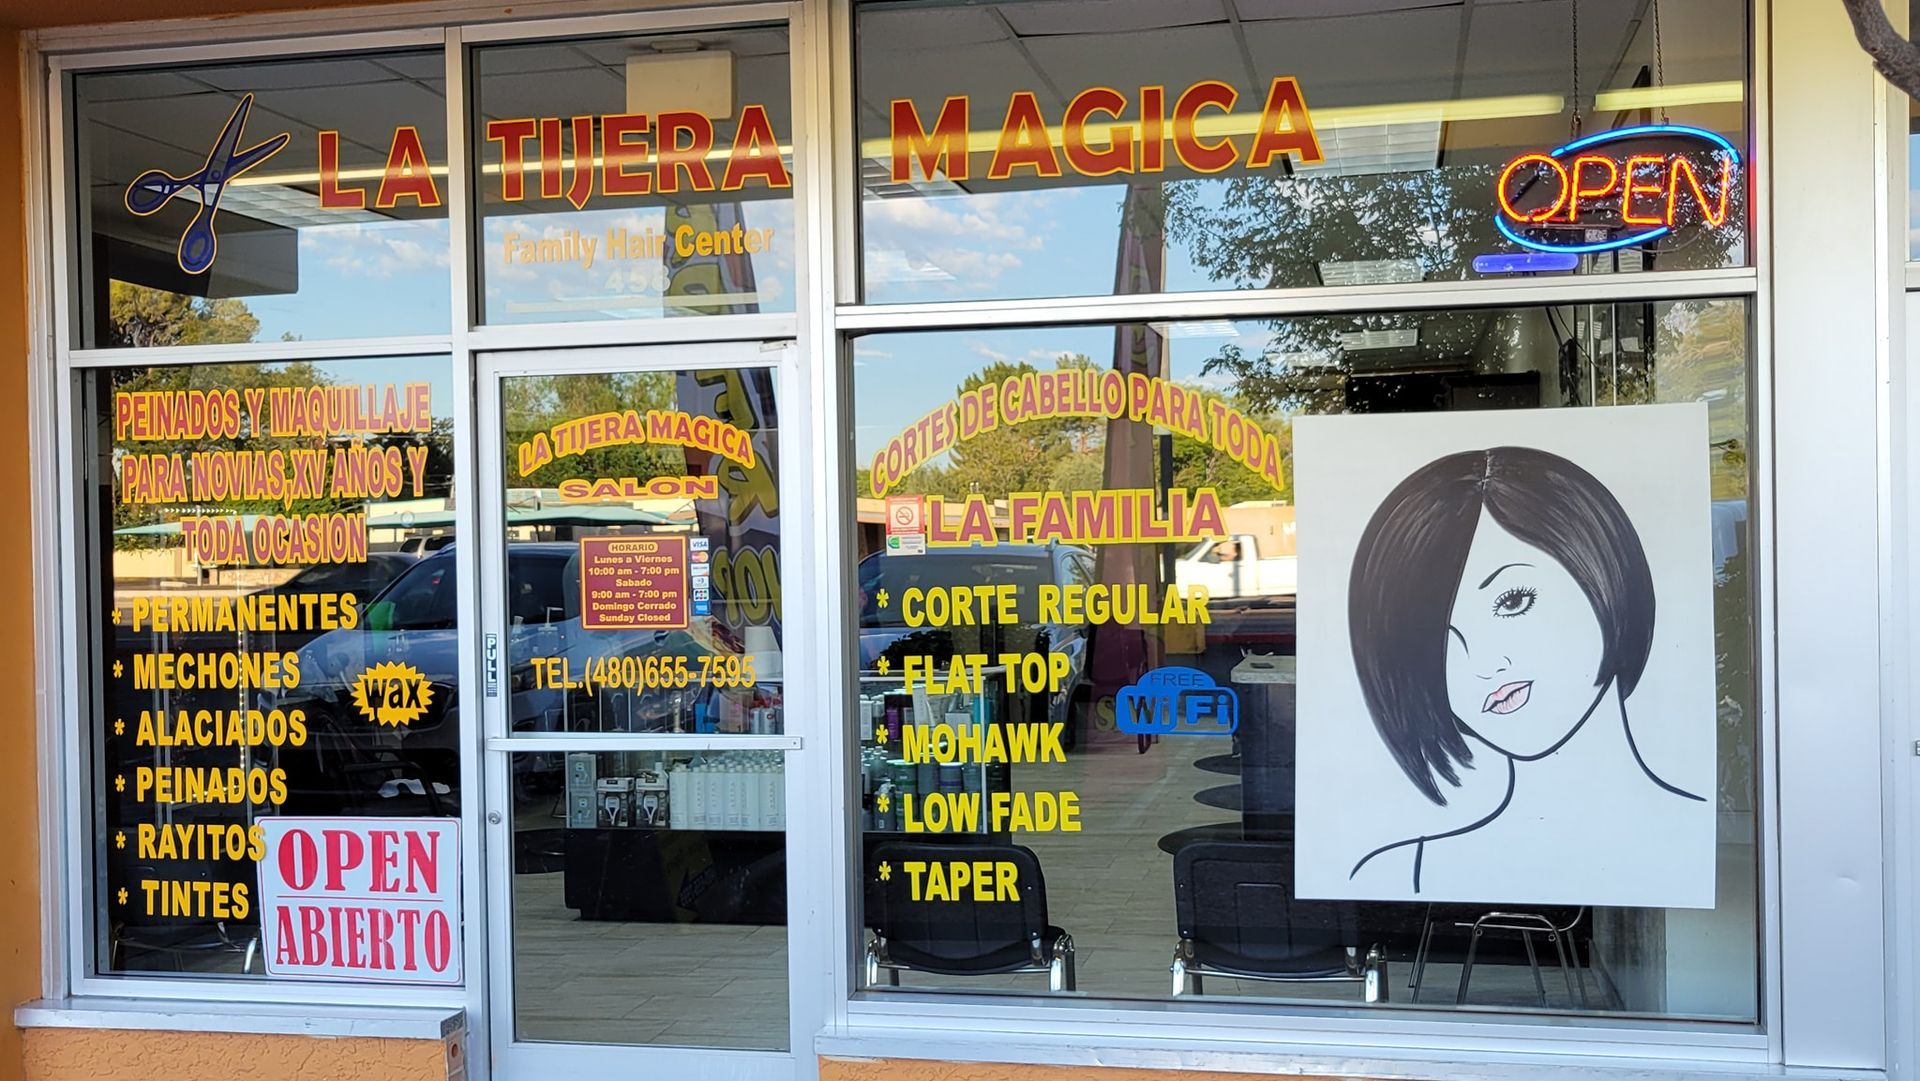 LA TIJERA MAGICA
Family Hair Center
458
OPEN
PEINADOS Y MAQUILLAJE
PARA NOVIAS,XV AÑOS Y
TODA OCASION
* PERMANENTES
* MECHONES
* ALACIADOS
* PEINADOS
* RAYITOS
* TINTES
wax
OPEN
ABIERTO
LA TIJERA MAGICA
SALON
HORARIO
Lunes a Viernes
10:00 am - 7:00 pm
Sabado
9:00 am - 7:00 pm
Domingo Cerrado
Sunday Closed
VISA
PULL
TEL.(480)655-7595
CORTES DE CABELLO PARA TODA
LA FAMILIA
* CORTE REGULAR
* FLAT TOP
* MOHAWK
* LOW FADE
* TAPER
FREE
WiFi